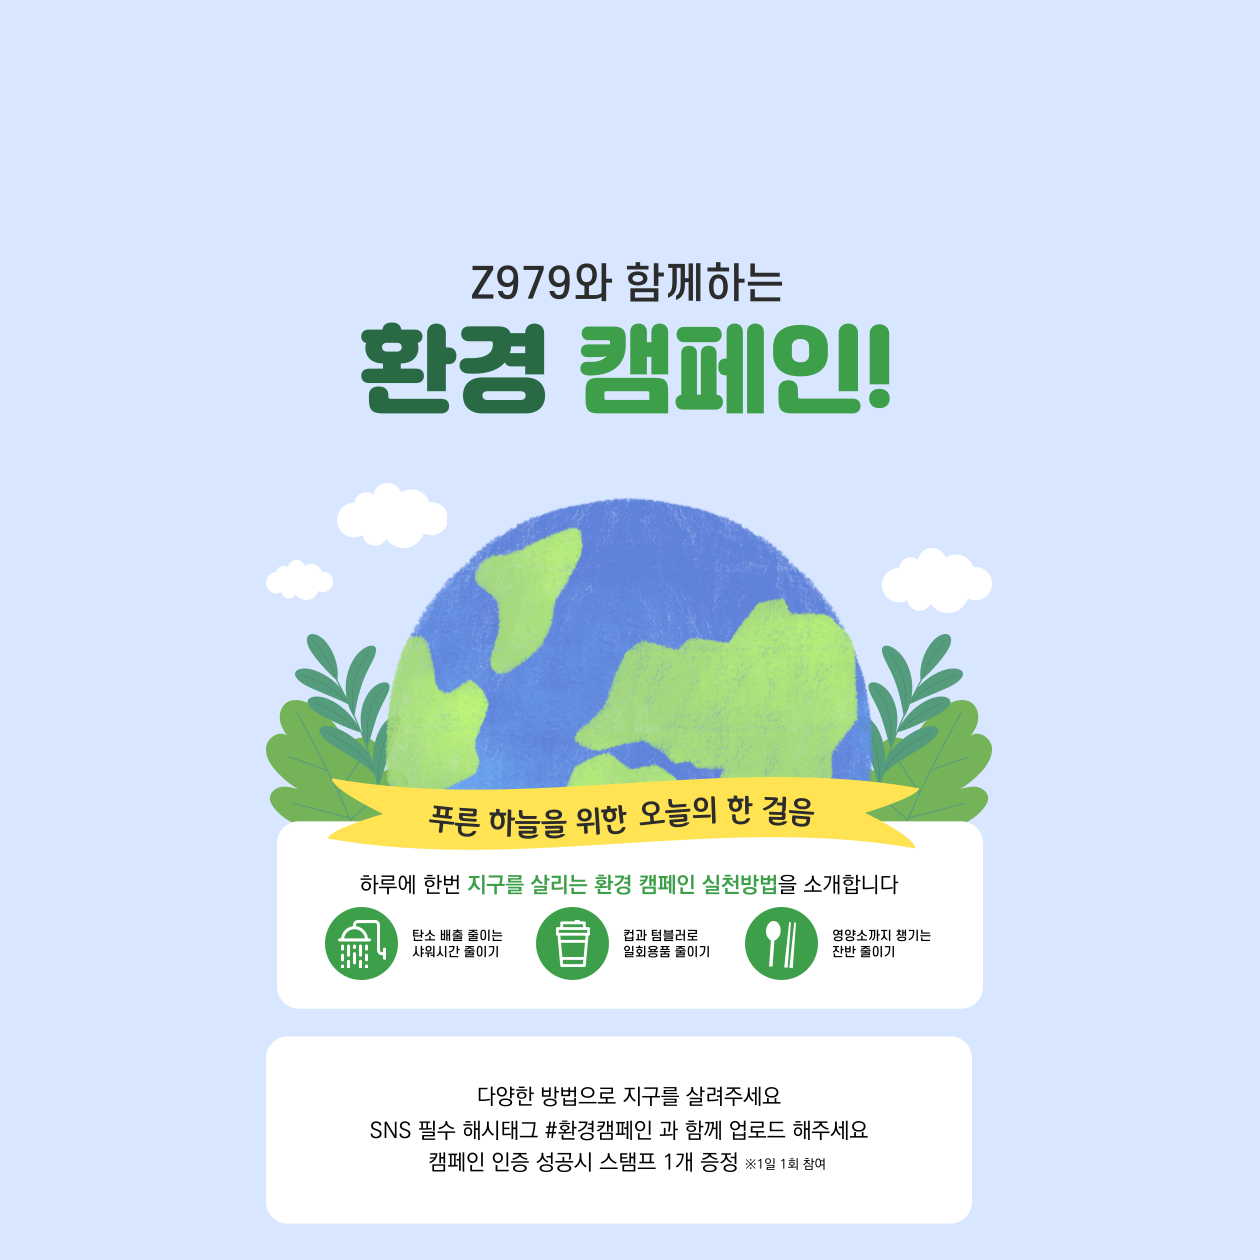 Z979와 함께하는
환경 캠페인!
푸른 하늘을 위한 오늘의 한 걸음
하루에 한번 지구를 살리는 환경 캠페인 실천방법을 소개합니다
탄소 배출 줄이는
샤워시간 줄이기
컵과 텀블러로
일회용품 줄이기
영양소까지 챙기는
잔반 줄이기
다양한 방법으로 지구를 살려주세요
SNS 필수 해시태그 #환경캠페인 과 함께 업로드 해주세요
캠페인 인증 성공시 스탬프 1개 증정 ※1일 1회 참여